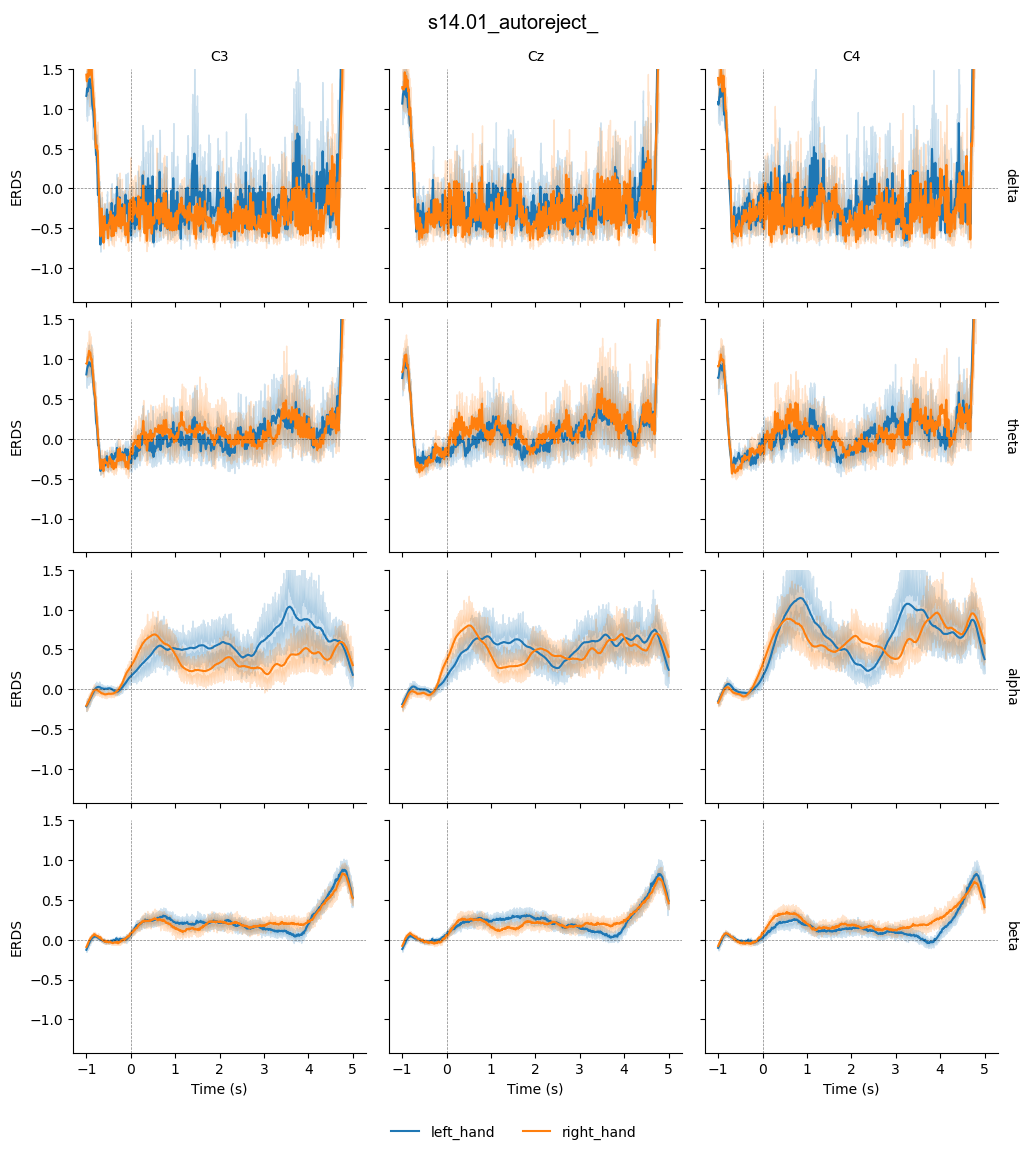 s14.01_autoreject_
C3 Cz C4
1.5
1.0
0.5
0.0
−0.5
−1.0
ERDS
delta
1.5
1.0
0.5
0.0
−0.5
−1.0
ERDS
theta
1.5
1.0
0.5
0.0
−0.5
−1.0
ERDS
alpha
1.5
1.0
0.5
0.0
−0.5
−1.0
ERDS
beta
−1 0 1 2 3 4 5 −1 0 1 2 3 4 5 −1 0 1 2 3 4 5
Time (s) Time (s) Time (s)
left_hand right_hand